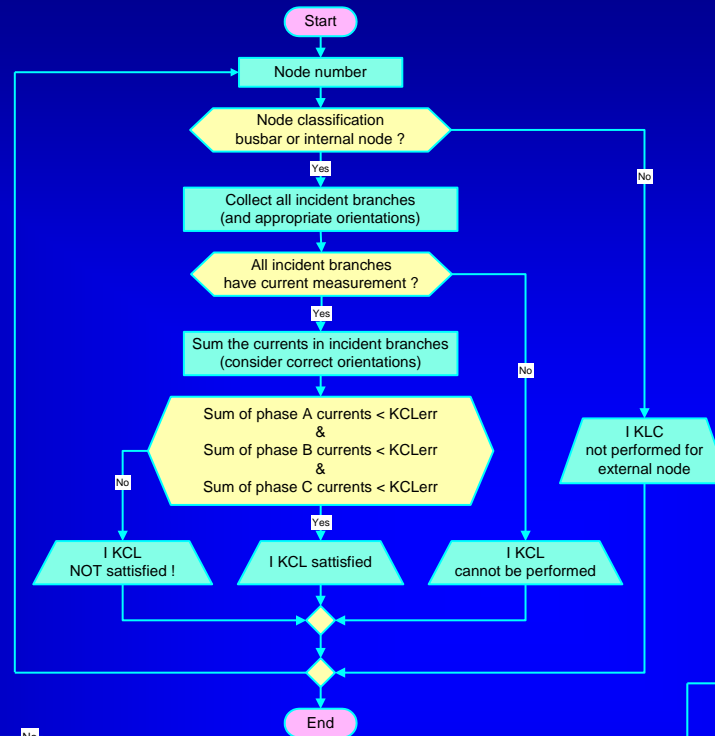 Start
Node number
Node classification
busbar or internal node ?
Yes
No
Collect all incident branches
(and appropriate orientations)
All incident branches
have current measurement ?
Yes
No
Sum the currents in incident branches
(consider correct orientations)
Sum of phase A currents < KCLerr
&
Sum of phase B currents < KCLerr
&
Sum of phase C currents < KCLerr
No
Yes
I KLC
not performed for
external node
I KCL
NOT sattisfied !
I KCL sattisfied
I KCL
cannot be performed
End
No